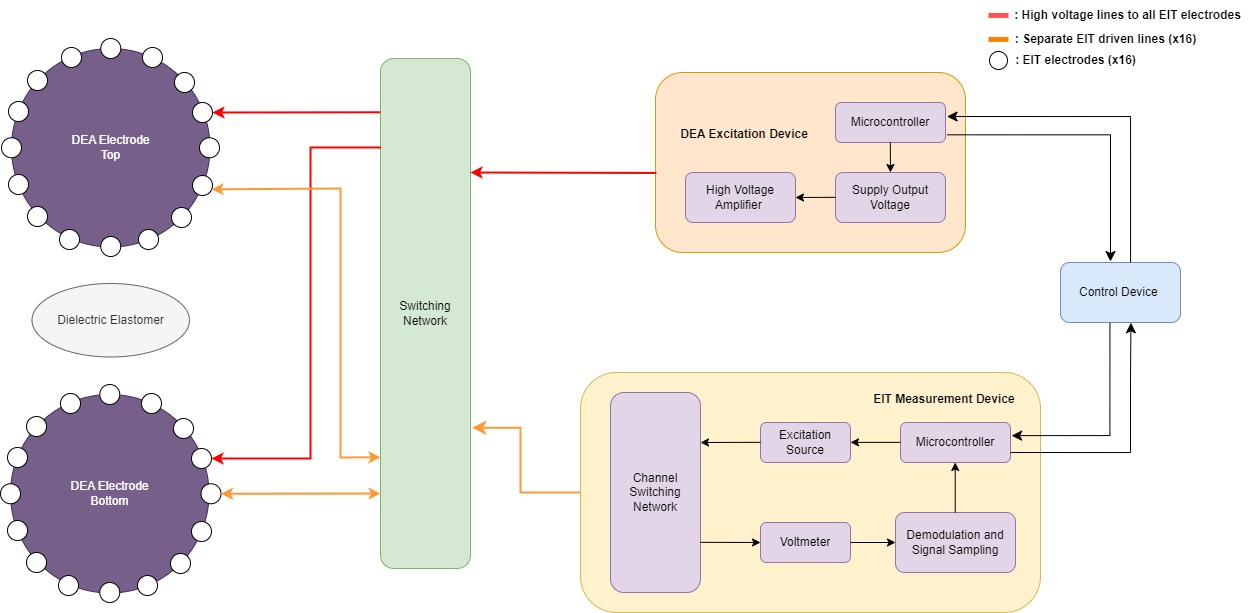 : High voltage lines to all EIT electrodes
: Separate EIT driven lines (x16)
: EIT electrodes (x16)
DEA Electrode
Top
DEA Excitation Device
Microcontroller
High Voltage
Amplifier
Supply Output
Voltage
Switching
Network
Dielectric Elastomer
Control Device
EIT Measurement Device
Excitation
Source
Microcontroller
Channel
Switching
Network
DEA Electrode
Bottom
Voltmeter
Demodulation and
Signal Sampling